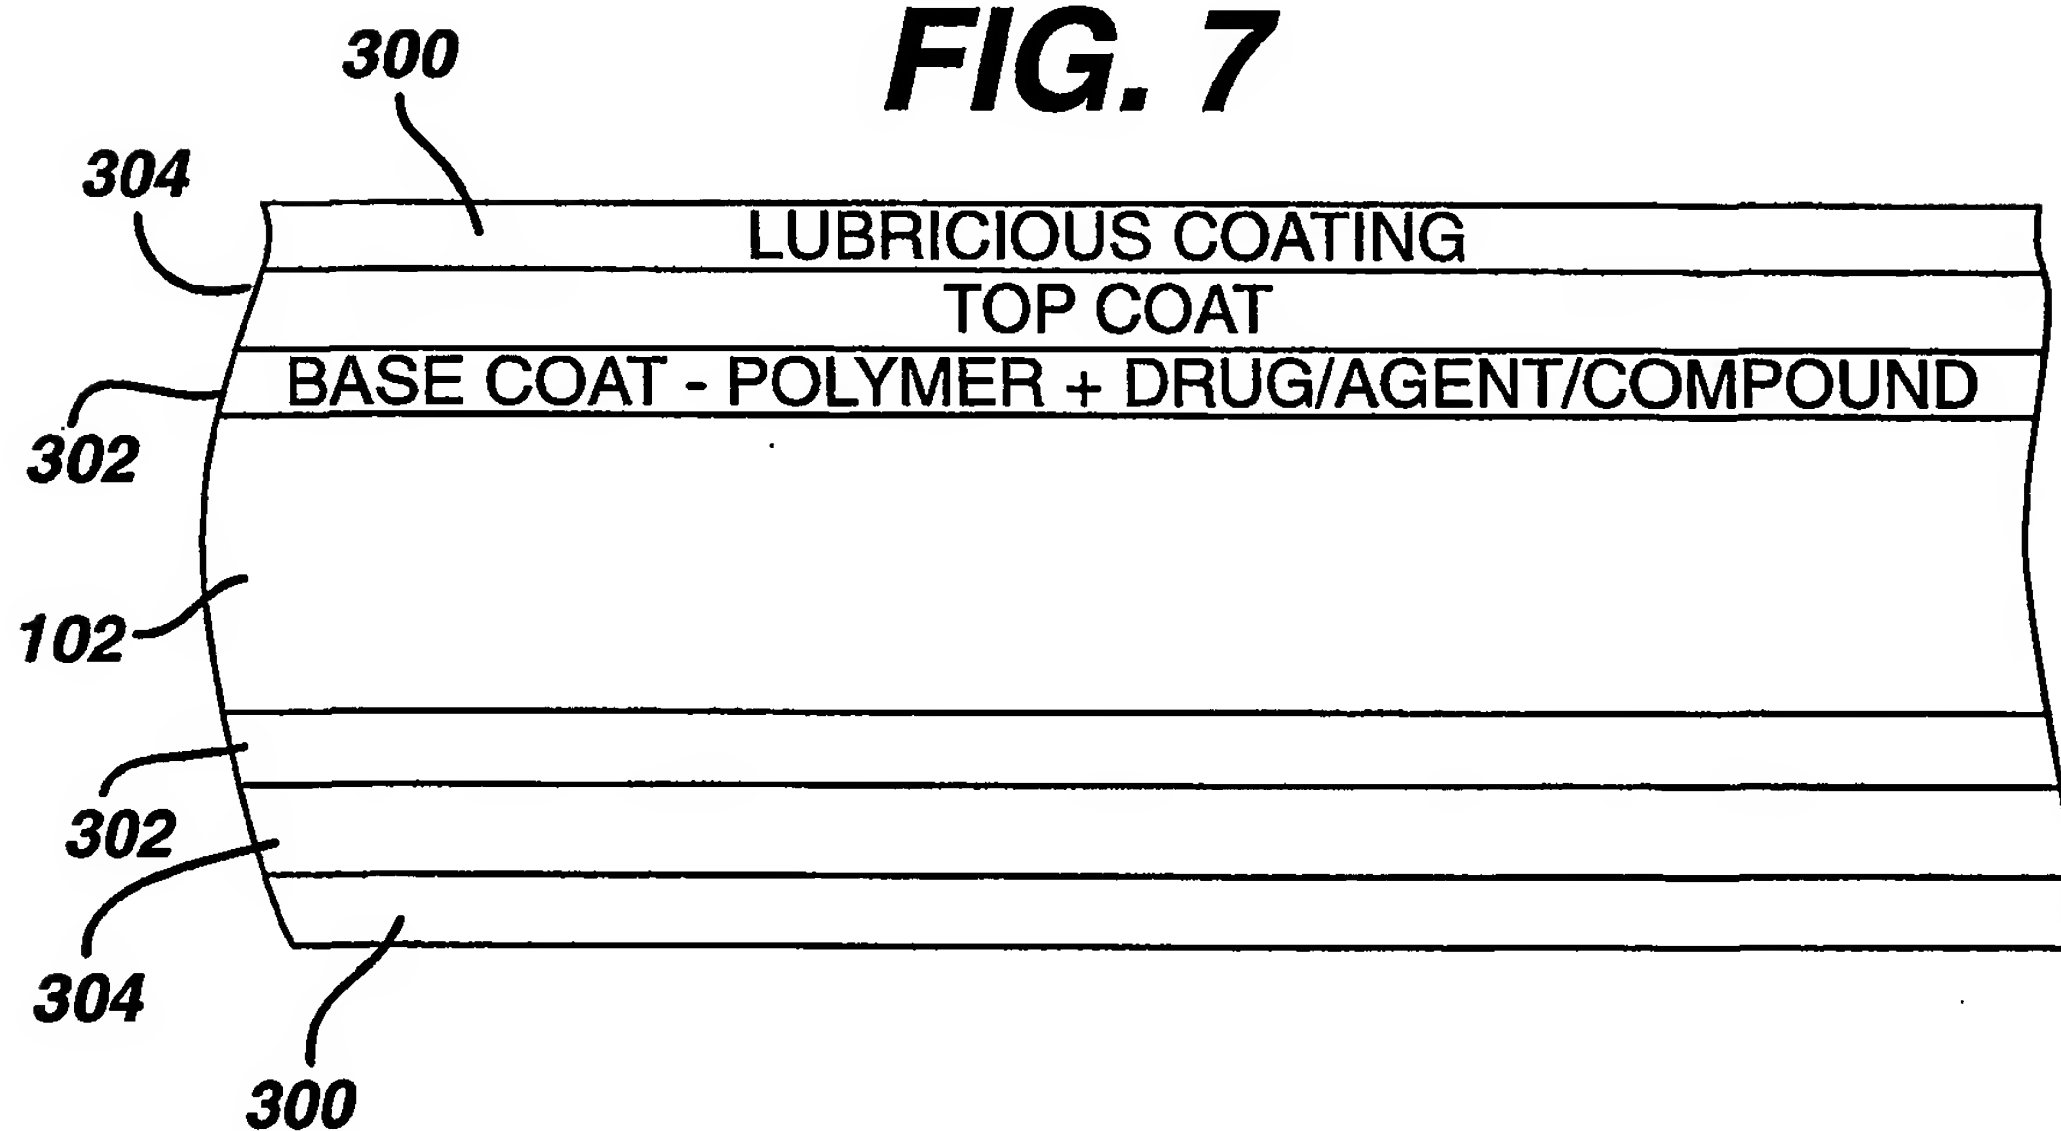 FIG. 7
300
304
LUBRICIOUS COATING
TOP COAT
BASE COAT - POLYMER + DRUG/AGENT/COMPOUND
302
102
302
304
300